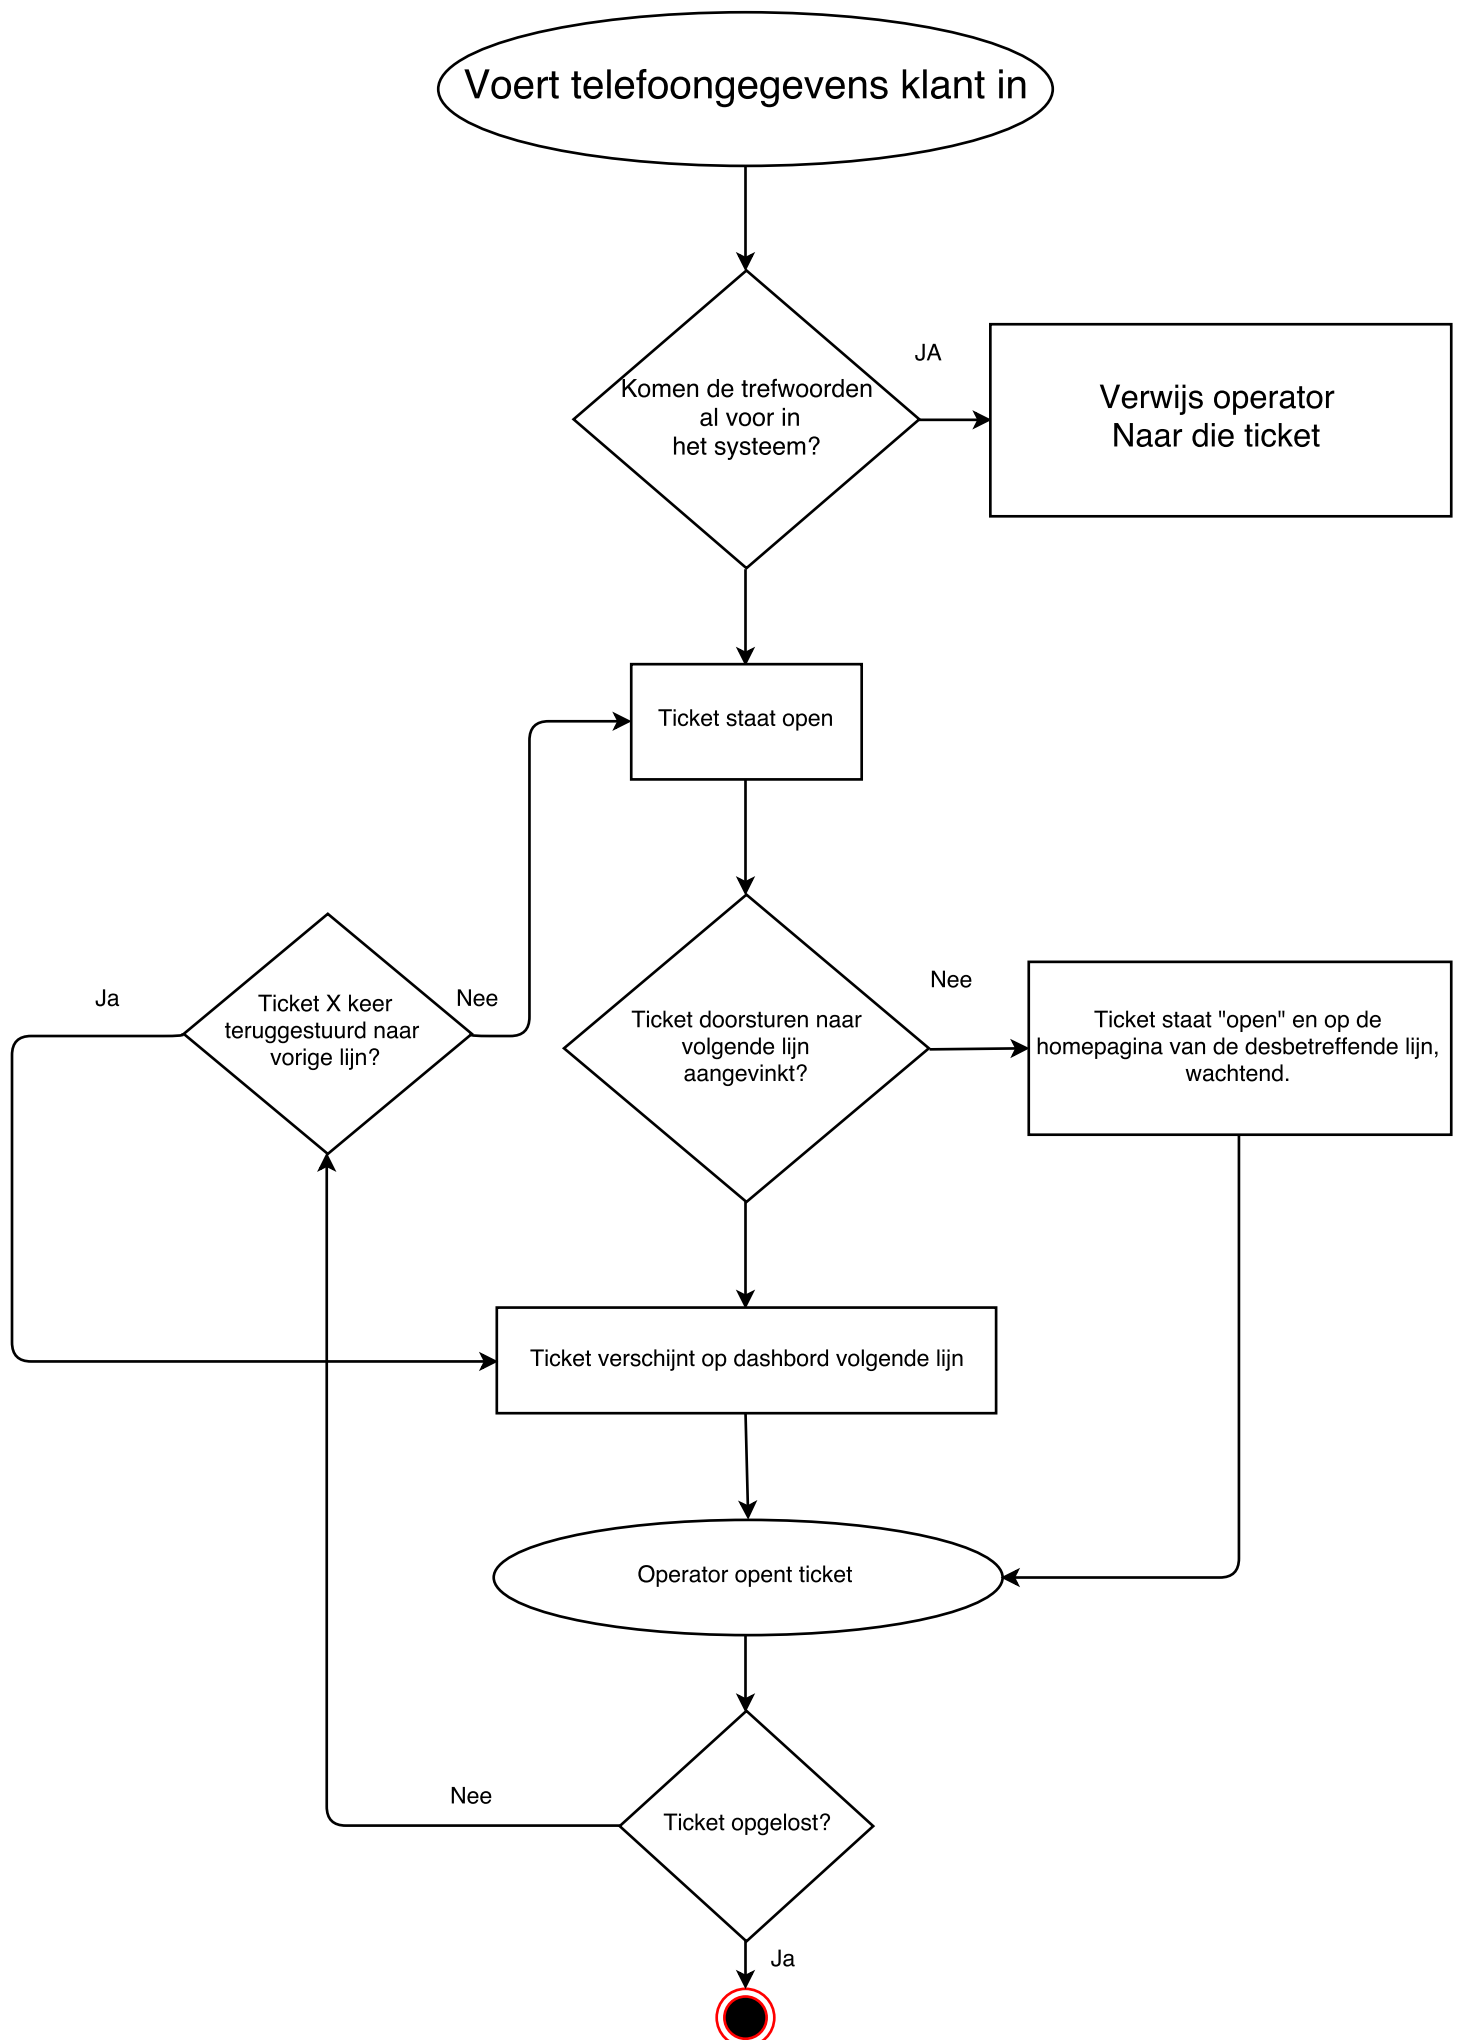 Voert telefoongegevens klant in
JA
Komen de trefwoorden
al voor in
het systeem?
Verwijs operator
Naar die ticket
Ticket staat open
Ja
Ticket X keer
teruggestuurd naar
vorige lijn?
Nee
Ticket doorsturen naar
volgende lijn
aangevinkt?
Nee
Ticket staat "open" en op de
homepagina van de desbetreffende lijn,
wachtend.
Ticket verschijnt op dashbord volgende lijn
Operator opent ticket
Nee
Ticket opgelost?
Ja